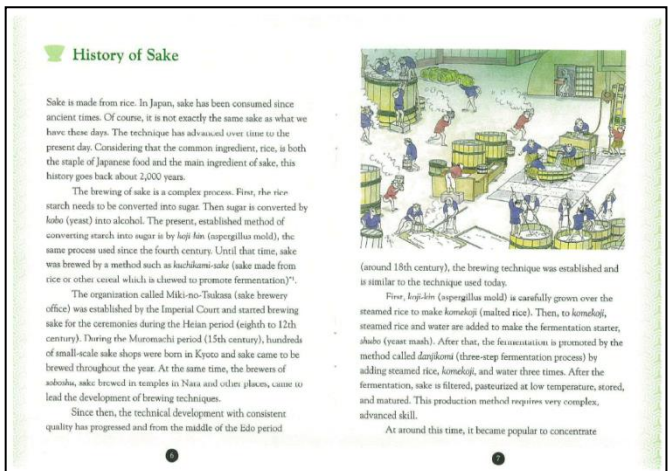 History of Sake
Sake is made from rice. In Japan, sake has been consumed since
ancient times. Of course, it is not exactly the same sake as what we
have these days. The technique has advanced over time to the
present day. Considering that the common ingredient, rice, is both
the staple of Japanese food and the main ingredient of sake, this
history goes back about 2,000 years.
The brewing of sake is a complex process. First, the rice
starch needs to be converted into sugar. Then sugar is converted by
kobo (yeast) into alcohol. The present, established method of
converting starch into sugar is by koji-kin (aspergillus mold), the
same process used since the fourth century. Until that time, sake
was brewed by a method such as kuchikami-sake (sake made from
rice or other cereal which is chewed to promote fermentation)*¹.
The organization called Miki-no-Tsukasa (sake brewery
office) was established by the Imperial Court and started brewing
sake for the ceremonies during the Heian period (eighth to 12th
century). During the Muromachi period (15th century), hundreds
of small-scale sake shops were born in Kyoto and sake came to be
brewed throughout the year. At the same time, the brewers of
soboshu, sake brewed in temples in Nara and other places, came to
lead the development of brewing techniques.
Since then, the technical development with consistent
quality has progressed and from the middle of the Edo period
6
(around 18th century), the brewing technique was established and
is similar to the technique used today.
First, koji-kin (aspergillus mold) is carefully grown over the
steamed rice to make komekoji (malted rice). Then, to komekoji,
steamed rice and water are added to make the fermentation starter,
shubo (yeast mash). After that, the fermentation is promoted by the
method called danjikomi (three-step fermentation process) by
adding steamed rice, komekoji, and water three times. After the
fermentation, sake is filtered, pasteurized at low temperature, stored,
and matured. This production method requires very complex,
advanced skill.
At around this time, it became popular to concentrate
7